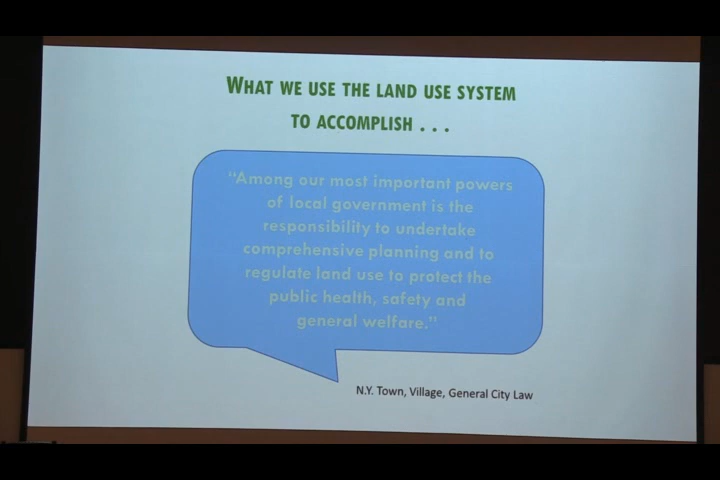 WHAT WE USE THE LAND USE SYSTEM
TO ACCOMPLISH . . .
“Among our most important powers
of local government is the
responsibility to undertake
comprehensive planning and to
regulate land use to protect the
public health, safety and
general welfare.”
N.Y. Town, Village, General City Law